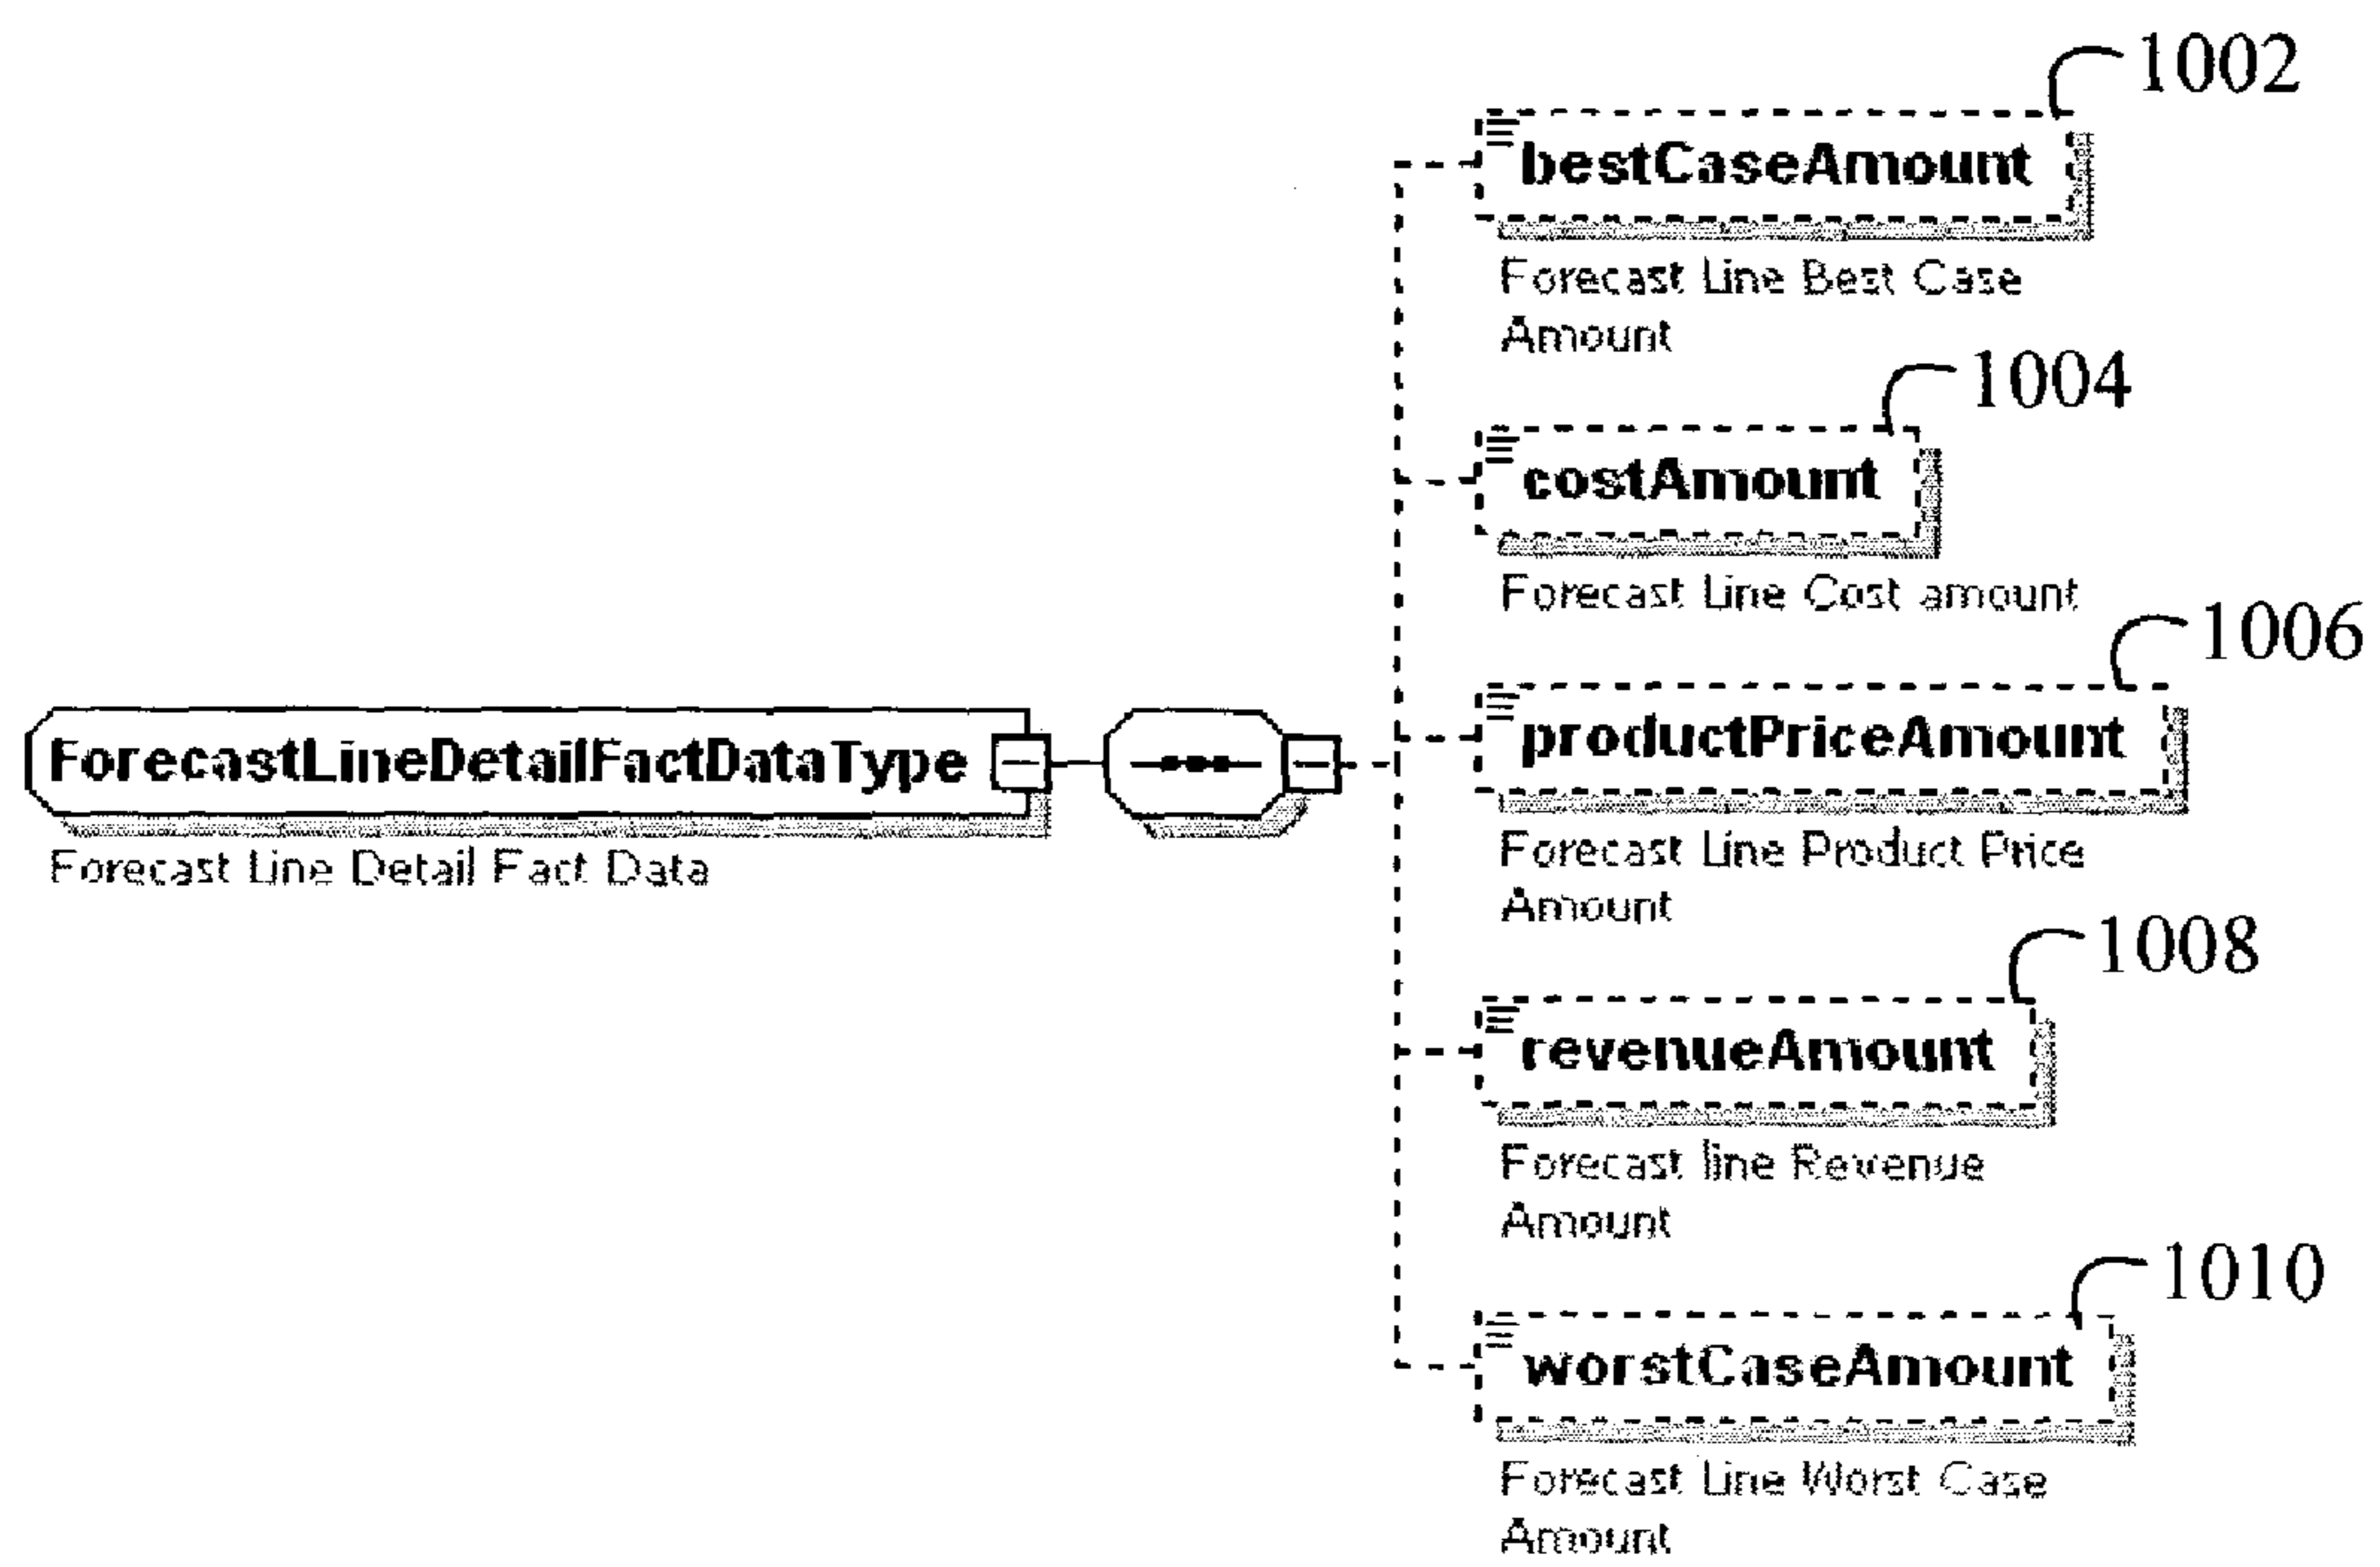 1002
bestCaseAmount
Forecast Line Best Case
Amount
1004
costAmount
Forecast Line Cost amount
1006
productPriceAmount
Forecast Line Product Price
Amount
ForecastLineDetailFactDataType
Forecast Line Detail Fact Data
1008
revenueAmount
Forecast line Revenue
Amount
1010
worstCaseAmount
Forecast Line Worst Case
Amount